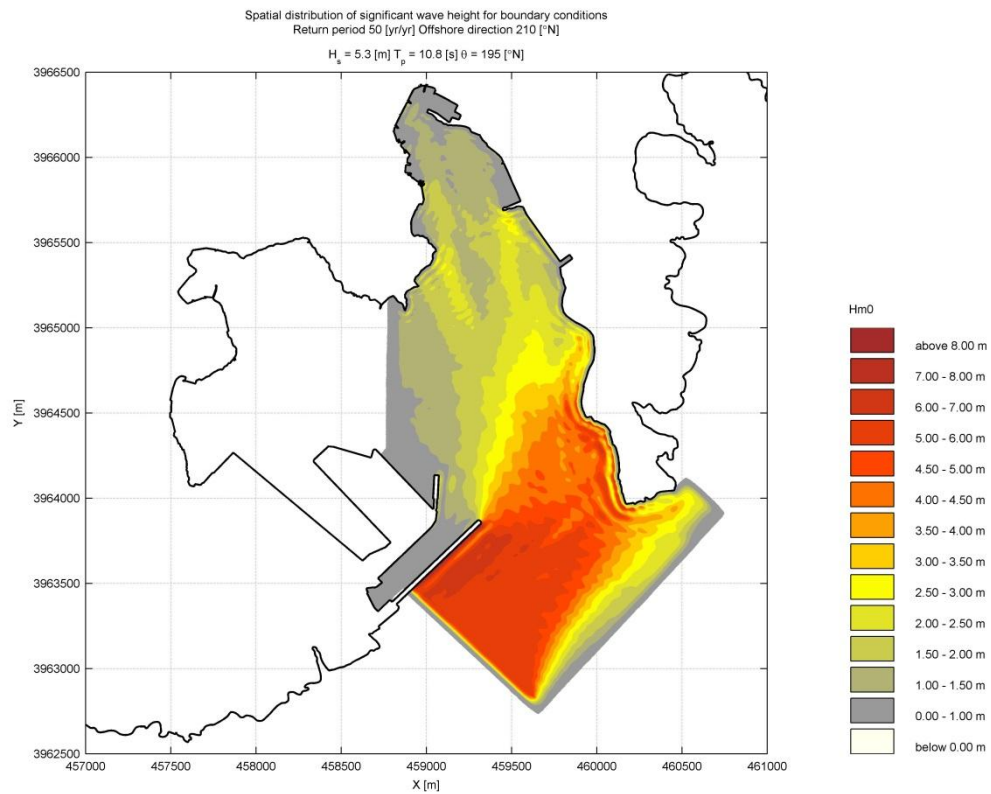 Spatial distribution of significant wave height for boundary conditions
Return period 50 [yr/yr] Offshore direction 210 [°N]
H_s = 5.3 [m] T_p = 10.8 [s] θ = 195 [°N]
3966500
3966000
3965500
3965000
3964500
3964000
3963500
3963000
3962500
Y [m]
457000 457500 458000 458500 459000 459500 460000 460500 461000
X [m]
Hm0
above 8.00 m
7.00 - 8.00 m
6.00 - 7.00 m
5.00 - 6.00 m
4.50 - 5.00 m
4.00 - 4.50 m
3.50 - 4.00 m
3.00 - 3.50 m
2.50 - 3.00 m
2.00 - 2.50 m
1.50 - 2.00 m
1.00 - 1.50 m
0.00 - 1.00 m
below 0.00 m